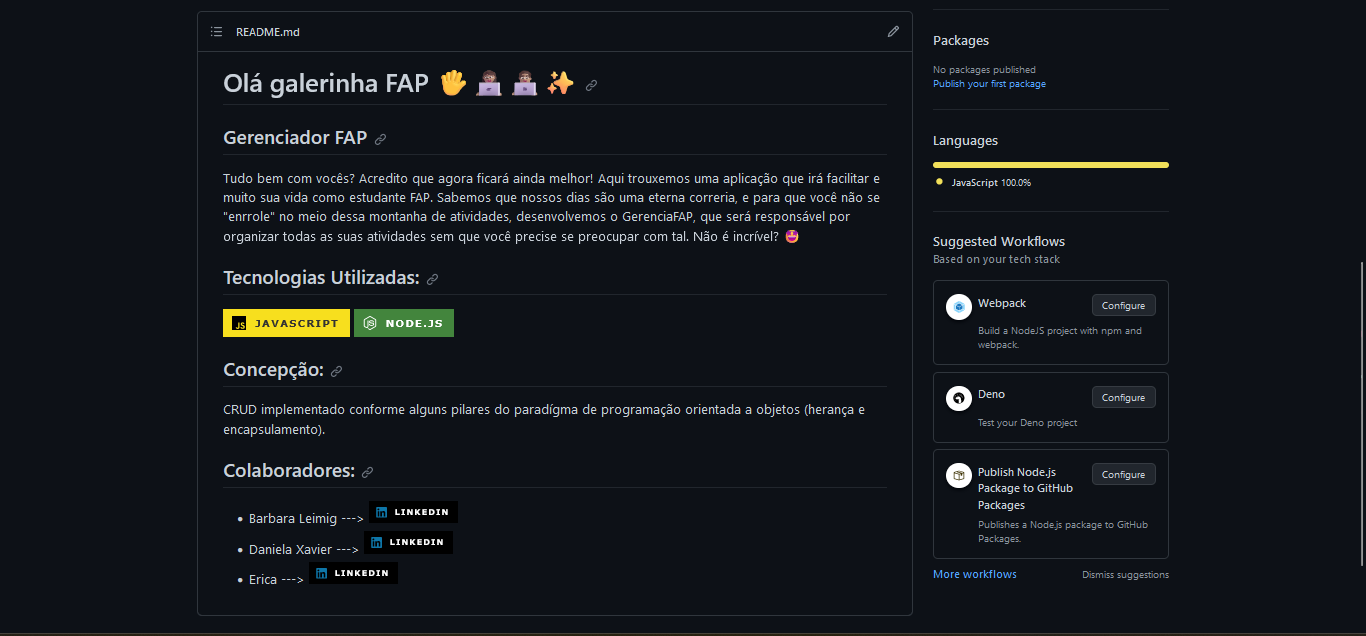 README.md
Olá galerinha FAP 🖐️ 👩🏽‍💻 👨🏽‍💻 ✨
Gerenciador FAP
Tudo bem com vocês? Acredito que agora ficará ainda melhor! Aqui trouxemos uma aplicação que irá facilitar e
muito sua vida como estudante FAP. Sabemos que nossos dias são uma eterna correria, e para que você não se
"enrrole" no meio dessa montanha de atividades, desenvolvemos o GerenciaFAP, que será responsável por
organizar todas as suas atividades sem que você precise se preocupar com tal. Não é incrível? 🤩
Tecnologias Utilizadas:
JS JAVASCRIPT JS NODE.JS
Concepção:
CRUD implementado conforme alguns pilares do paradígma de programação orientada a objetos (herança e
encapsulamento).
Colaboradores:
• Barbara Leimig ---> in LINKEDIN
• Daniela Xavier ---> in LINKEDIN
• Erica ---> in LINKEDIN
Packages
No packages published
Publish your first package
Languages
JavaScript 100.0%
Suggested Workflows
Based on your tech stack
Webpack
Configure
Build a NodeJS project with npm and
webpack.
Deno
Configure
Test your Deno project
Publish Node.js
Package to GitHub
Packages
Configure
Publishes a Node.js package to GitHub
Packages.
More workflows
Dismiss suggestions